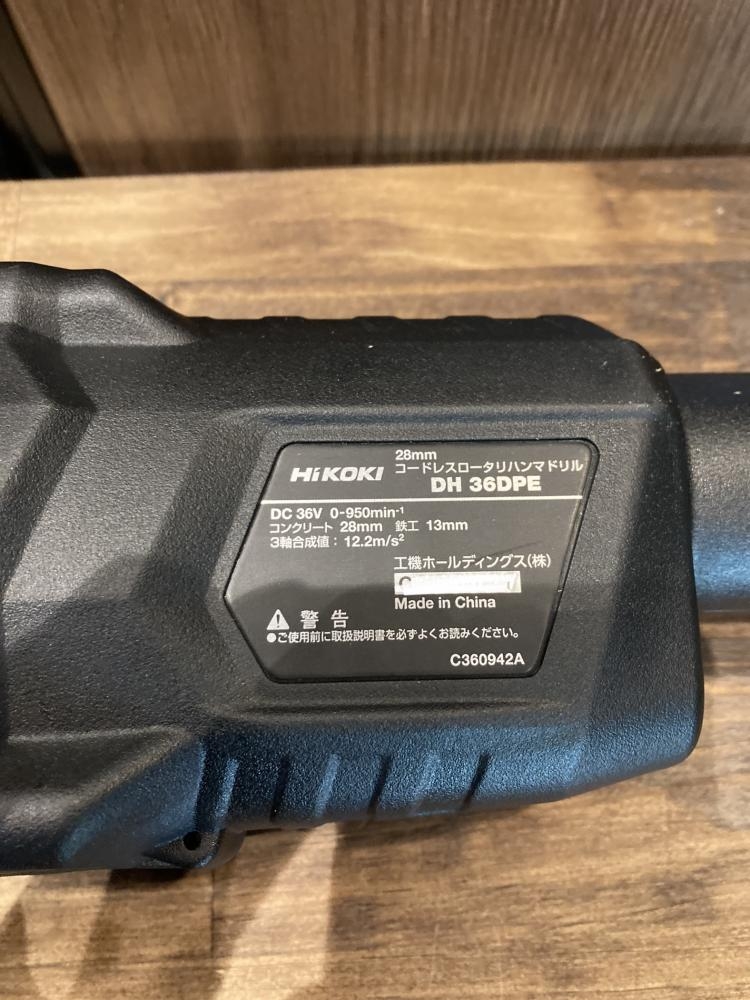 HiKOKI
28mm
コードレスロータリハンマドリル
DH 36DPE
DC 36V 0-950min⁻¹
コンクリート 28mm 鉄工 13mm
3軸合成値：12.2m/s²
工機ホールディングス(株)
Made in China
⚠ 警告
●ご使用前に取扱説明書を必ずよくお読みください。
C360942A